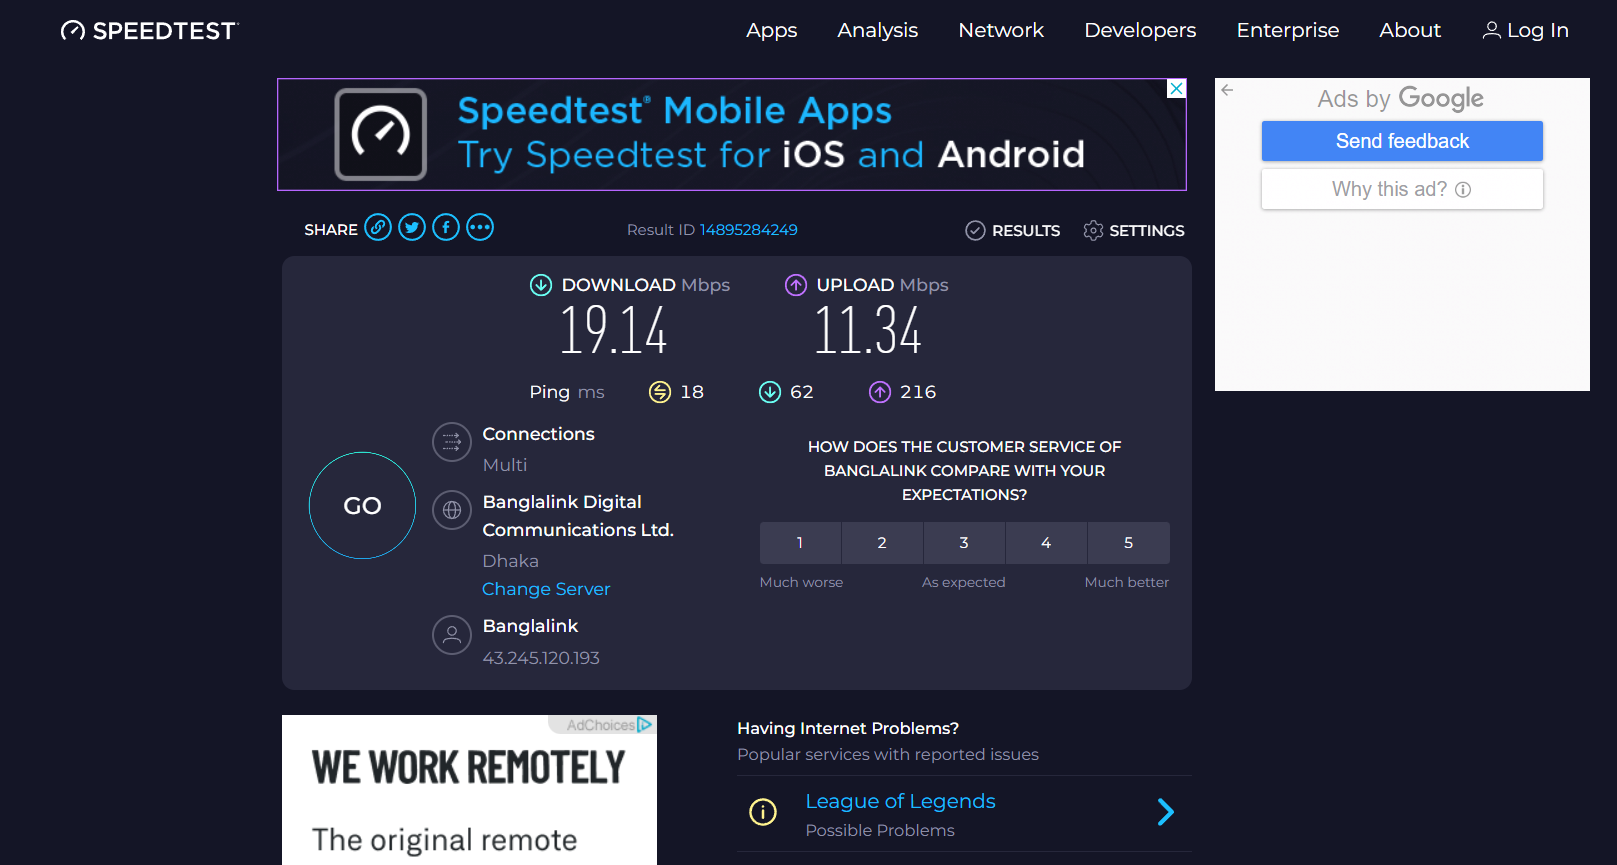 SPEEDTEST
Apps Analysis Network Developers Enterprise About Log In
Speedtest® Mobile Apps
Try Speedtest for iOS and Android
Ads by Google
Send feedback
Why this ad?
SHARE
Result ID 14895284249
RESULTS SETTINGS
DOWNLOAD Mbps
19.14
UPLOAD Mbps
11.34
Ping ms 18 62 216
GO
Connections
Multi
Banglalink Digital
Communications Ltd.
Dhaka
Change Server
Banglalink
43.245.120.193
HOW DOES THE CUSTOMER SERVICE OF
BANGLALINK COMPARE WITH YOUR
EXPECTATIONS?
1 2 3 4 5
Much worse As expected Much better
AdChoices
WE WORK REMOTELY
The original remote
Having Internet Problems?
Popular services with reported issues
League of Legends
Possible Problems